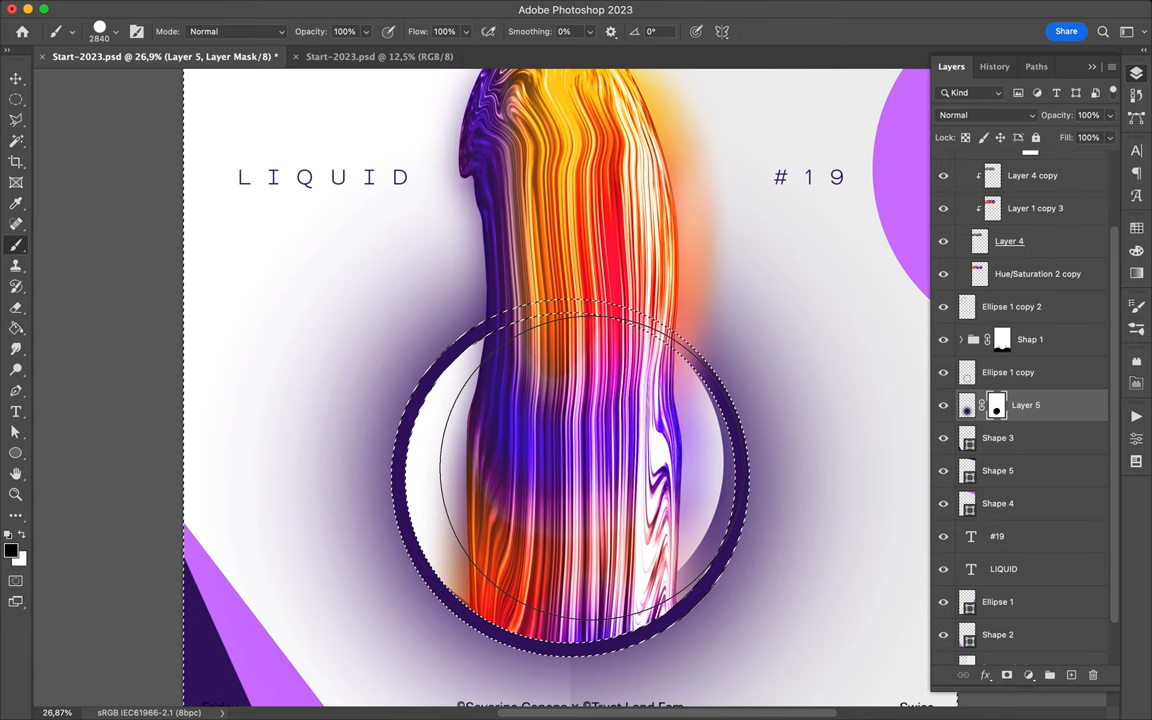 Adobe Photoshop 2023
2840
Mode: Normal Opacity: 100% Flow: 100% Smoothing: 0% 0° Share
Start-2023.psd @ 26,9% (Layer 5, Layer Mask/8) * Start-2023.psd @ 12,5% (RGB/8)
Layers History Paths
Kind
Normal Opacity: 100%
Lock: Fill: 100%
Layer 4 copy
Layer 1 copy 3
Layer 4
Hue/Saturation 2 copy
Ellipse 1 copy 2
Shap 1
Ellipse 1 copy
Layer 5
Shape 3
Shape 5
Shape 4
#19
LIQUID
Ellipse 1
Shape 2
LIQUID #19
26,87% sRGB IEC61966-2.1 (8bpc)